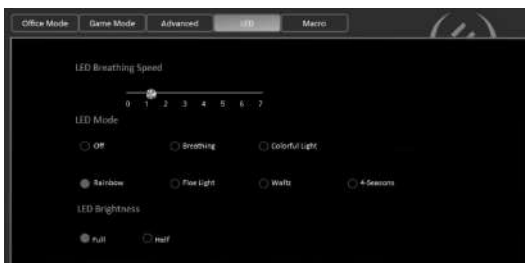 Office Mode Game Mode Advanced LED Macro
LED Breathing Speed
0 1 2 3 4 5 6 7
LED Mode
Off Breathing Colorful Light
Rainbow Floe Light Waltz 4-Seasons
LED Brightness
Full Half